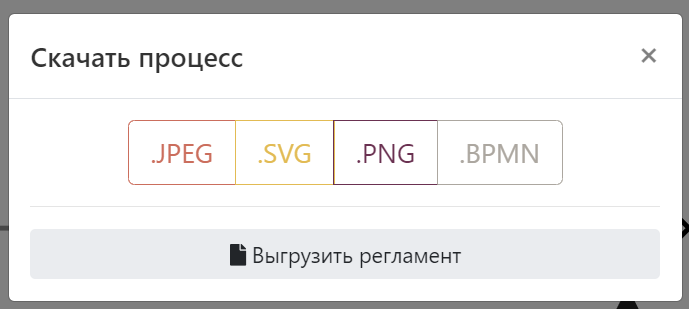 Скачать процесс ×
.JPEG .SVG .PNG .BPMN
Выгрузить регламент